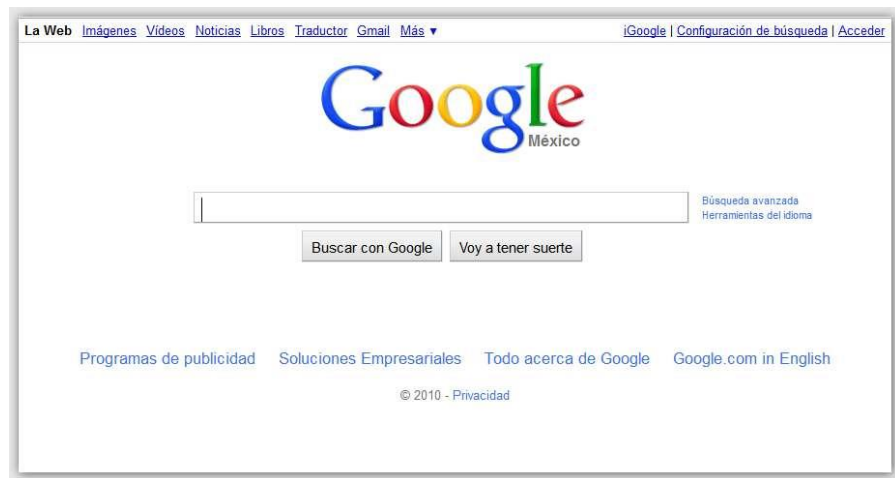 La Web Imágenes Vídeos Noticias Libros Traductor Gmail Más ▼ iGoogle | Configuración de búsqueda | Acceder
Google
México
Búsqueda avanzada
Herramientas del idioma
Buscar con Google Voy a tener suerte
Programas de publicidad Soluciones Empresariales Todo acerca de Google Google.com in English
© 2010 - Privacidad